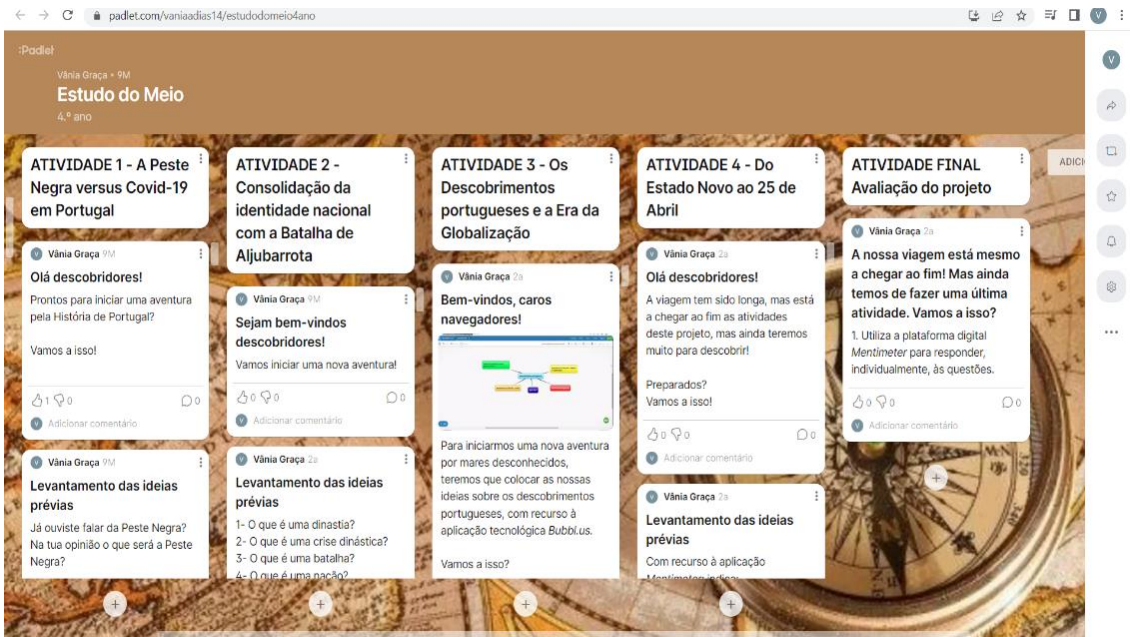 padlet.com/vaniaadias14/estudodomeio4ano
V
:Padlet
Vânia Graça • 9M
Estudo do Meio
4.º ano
V
ADICI
ATIVIDADE 1 - A Peste
Negra versus Covid-19
em Portugal
V Vânia Graça 9M
Olá descobridores!
Prontos para iniciar uma aventura
pela História de Portugal?
Vamos a isso!
1 0 0
V Adicionar comentário
V Vânia Graça 9M
Levantamento das ideias
prévias
Já ouviste falar da Peste Negra?
Na tua opinião o que será a Peste
Negra?
ATIVIDADE 2 -
Consolidação da
identidade nacional
com a Batalha de
Aljubarrota
V Vânia Graça 9M
Sejam bem-vindos
descobridores!
Vamos iniciar uma nova aventura!
0 0 0
V Adicionar comentário
V Vânia Graça 2a
Levantamento das ideias
prévias
1- O que é uma dinastia?
2- O que é uma crise dinástica?
3- O que é uma batalha?
4- O que é uma nação?
ATIVIDADE 3 - Os
Descobrimentos
portugueses e a Era da
Globalização
V Vânia Graça 2a
Bem-vindos, caros
navegadores!
Para iniciarmos uma nova aventura
por mares desconhecidos,
teremos que colocar as nossas
ideias sobre os descobrimentos
portugueses, com recurso à
aplicação tecnológica Bubbl.us.
Vamos a isso?
ATIVIDADE 4 - Do
Estado Novo ao 25 de
Abril
V Vânia Graça 2a
Olá descobridores!
A viagem tem sido longa, mas está
a chegar ao fim as atividades
deste projeto, mas ainda teremos
muito para descobrir!
Preparados?
Vamos a isso!
0 0 0
V Adicionar comentário
V Vânia Graça 2a
Levantamento das ideias
prévias
Com recurso à aplicação
Mentimeter indica:
ATIVIDADE FINAL
Avaliação do projeto
V Vânia Graça 2a
A nossa viagem está mesmo
a chegar ao fim! Mas ainda
temos de fazer uma última
atividade. Vamos a isso?
1. Utiliza a plataforma digital
Mentimeter para responder,
individualmente, às questões.
0 0 0
V Adicionar comentário